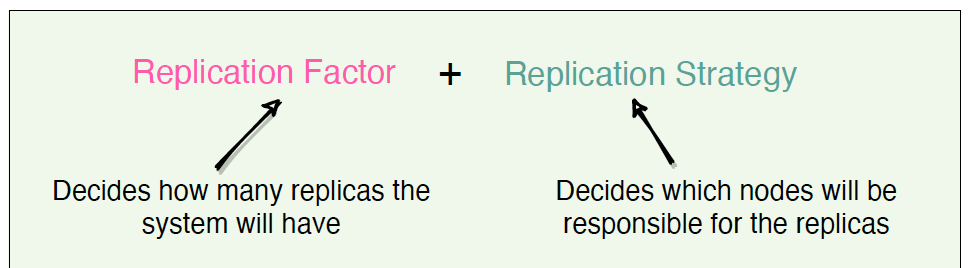 Replication Factor + Replication Strategy
Decides how many replicas the
system will have
Decides which nodes will be
responsible for the replicas